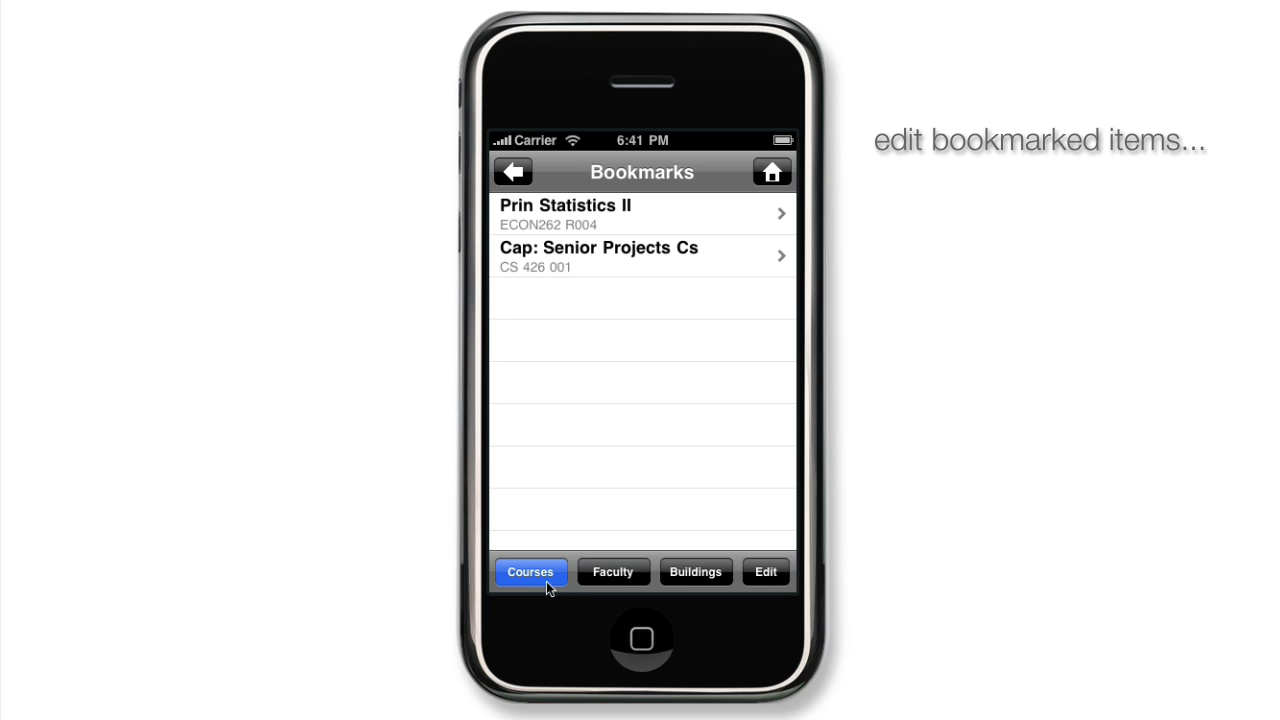 Carrier 6:41 PM
Bookmarks
edit bookmarked items...
Prin Statistics II
ECON262 R004
Cap: Senior Projects Cs
CS 426 001
Courses Faculty Buildings Edit